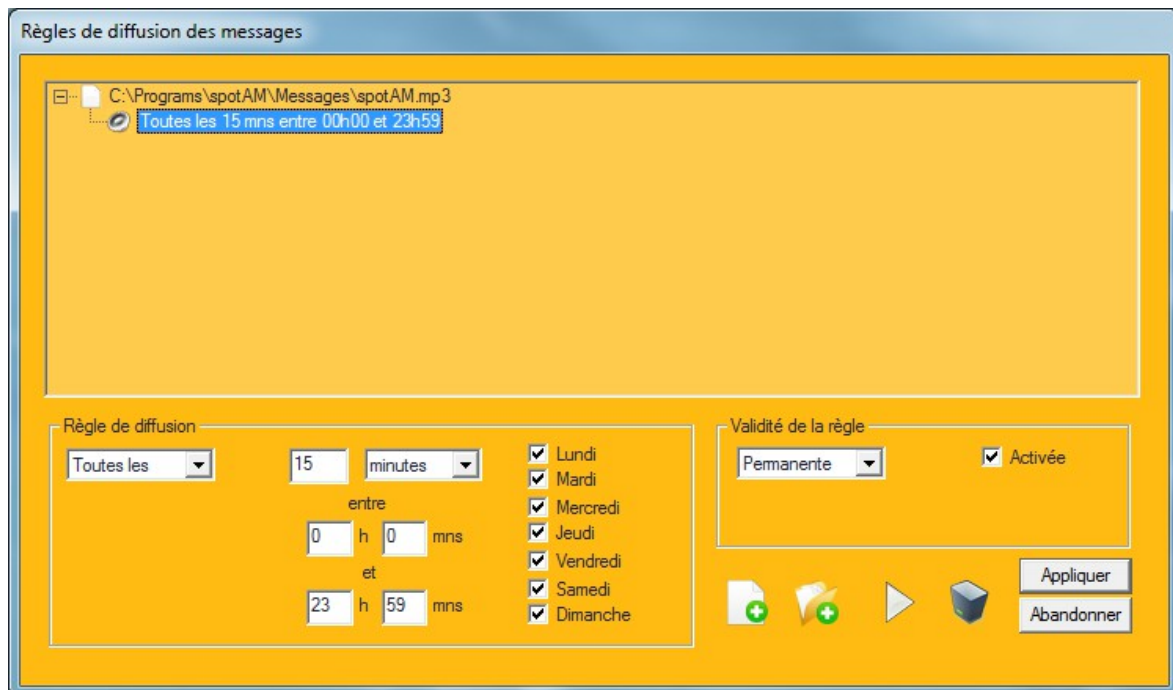 Règles de diffusion des messages
C:\Programs\spotAM\Messages\spotAM.mp3
Toutes les 15 mns entre 00h00 et 23h59
Règle de diffusion
Toutes les
15
minutes
entre
0 h 0 mns
et
23 h 59 mns
Lundi
Mardi
Mercredi
Jeudi
Vendredi
Samedi
Dimanche
Validité de la règle
Permanente
Activée
Appliquer
Abandonner